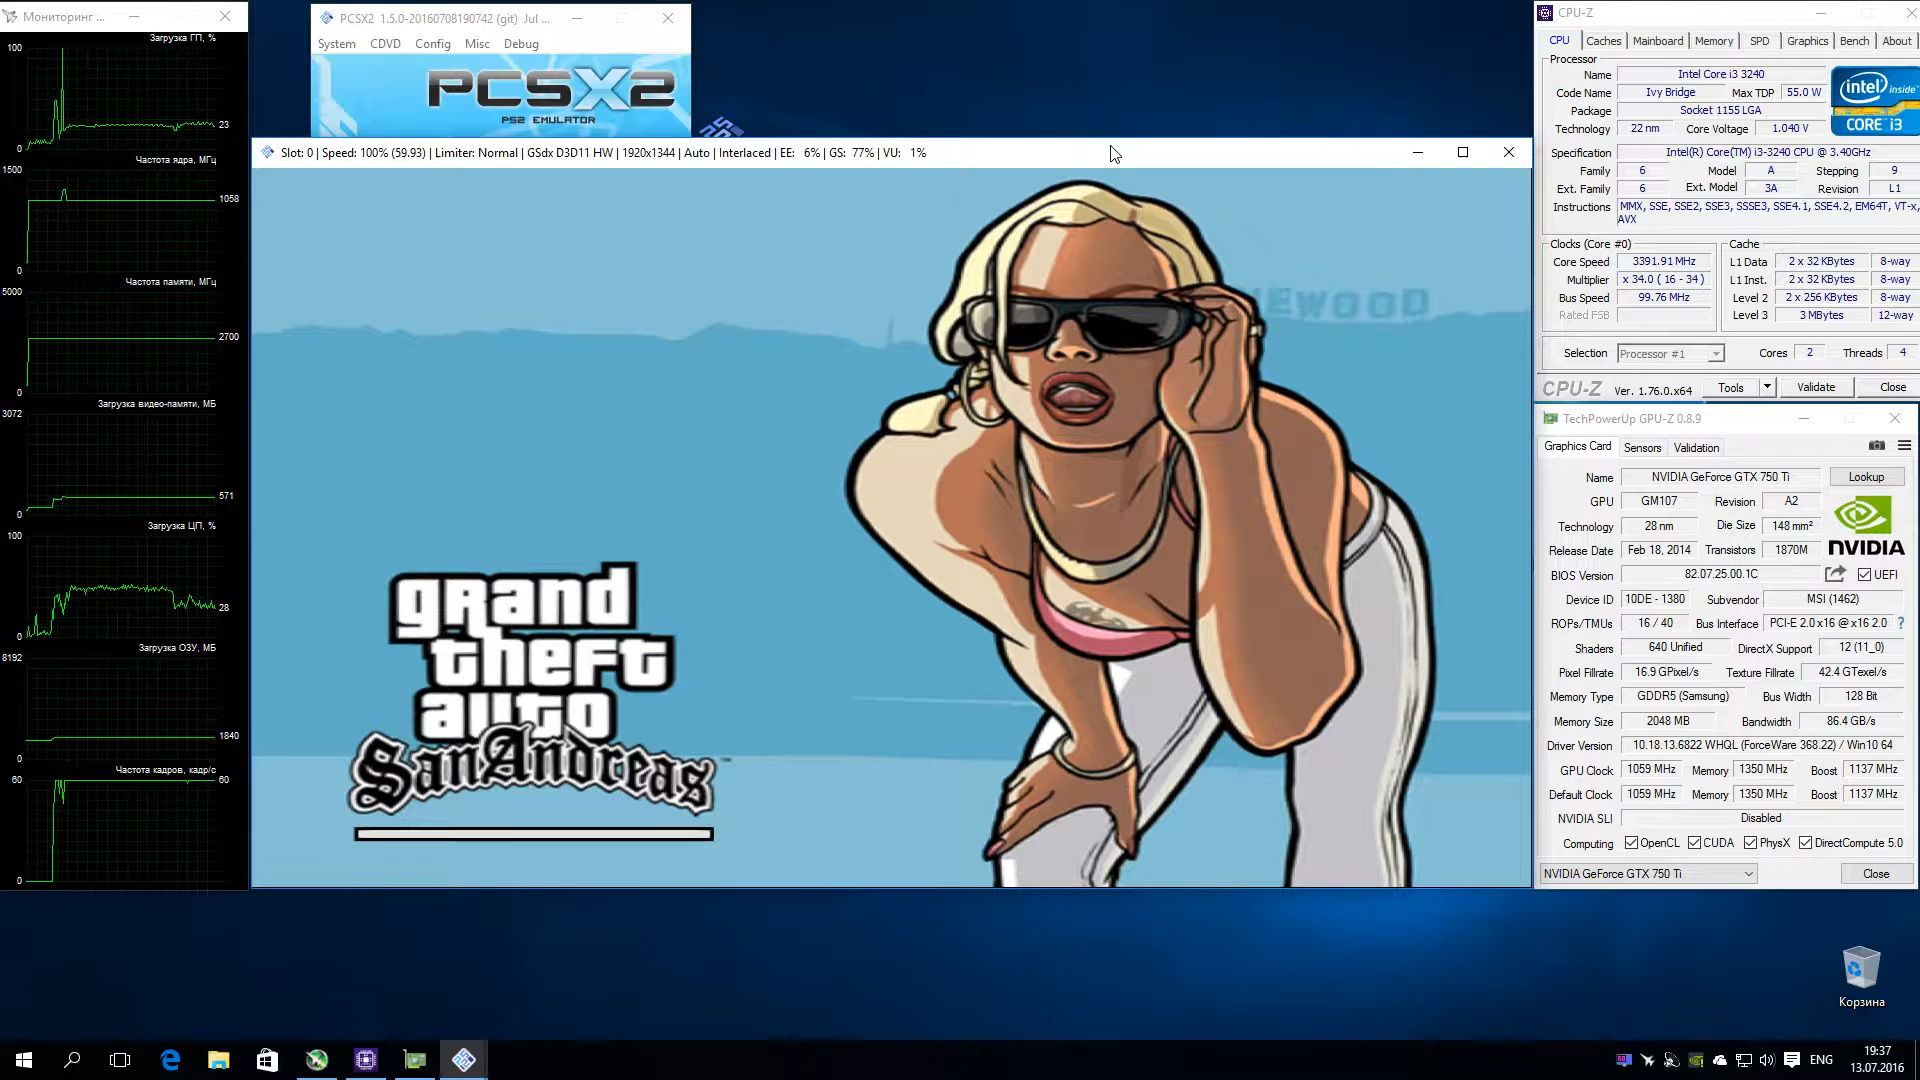 Мониторинг ...
Загрузка ГП, %
100
23
0
Частота ядра, МГц
1500
1058
0
Частота памяти, МГц
5000
2700
0
Загрузка видео-памяти, МБ
3072
571
0
Загрузка ЦП, %
100
28
0
Загрузка ОЗУ, МБ
8192
1840
0
Частота кадров, кадр/с
60
60
0
PCSX2 1.5.0-20160708190742 (git) Jul ...
System CDVD Config Misc Debug
PCSX2
PS2 EMULATOR
Slot: 0 | Speed: 100% (59.93) | Limiter: Normal | GSdx D3D11 HW | 1920x1344 | Auto | Interlaced | EE: 6% | GS: 77% | VU: 1%
EWOOD
grand
theft
auto
San Andreas
™
CPU-Z
CPU Caches Mainboard Memory SPD Graphics Bench About
Processor
Name Intel Core i3 3240
Code Name Ivy Bridge Max TDP 55.0 W
Package Socket 1155 LGA
Technology 22 nm Core Voltage 1.040 V
intel inside
CORE i3
Specification Intel(R) Core(TM) i3-3240 CPU @ 3.40GHz
Family 6 Model A Stepping 9
Ext. Family 6 Ext. Model 3A Revision L1
Instructions MMX, SSE, SSE2, SSE3, SSSE3, SSE4.1, SSE4.2, EM64T, VT-x,
AVX
Clocks (Core #0) Cache
Core Speed 3391.91 MHz L1 Data 2 x 32 KBytes 8-way
Multiplier x 34.0 ( 16 - 34 ) L1 Inst. 2 x 32 KBytes 8-way
Bus Speed 99.76 MHz Level 2 2 x 256 KBytes 8-way
Rated FSB Level 3 3 MBytes 12-way
Selection Processor #1 Cores 2 Threads 4
CPU-Z Ver. 1.76.0.x64 Tools Validate Close
TechPowerUp GPU-Z 0.8.9
Graphics Card Sensors Validation
Name NVIDIA GeForce GTX 750 Ti Lookup
GPU GM107 Revision A2
Technology 28 nm Die Size 148 mm²
Release Date Feb 18, 2014 Transistors 1870M
NVIDIA
BIOS Version 82.07.25.00.1C UEFI
Device ID 10DE - 1380 Subvendor MSI (1462)
ROPs/TMUs 16 / 40 Bus Interface PCI-E 2.0 x16 @ x16 2.0 ?
Shaders 640 Unified DirectX Support 12 (11_0)
Pixel Fillrate 16.9 GPixel/s Texture Fillrate 42.4 GTexel/s
Memory Type GDDR5 (Samsung) Bus Width 128 Bit
Memory Size 2048 MB Bandwidth 86.4 GB/s
Driver Version 10.18.13.6822 WHQL (ForceWare 368.22) / Win10 64
GPU Clock 1059 MHz Memory 1350 MHz Boost 1137 MHz
Default Clock 1059 MHz Memory 1350 MHz Boost 1137 MHz
NVIDIA SLI Disabled
Computing OpenCL CUDA PhysX DirectCompute 5.0
NVIDIA GeForce GTX 750 Ti Close
Корзина
ENG
19:37
13.07.2016